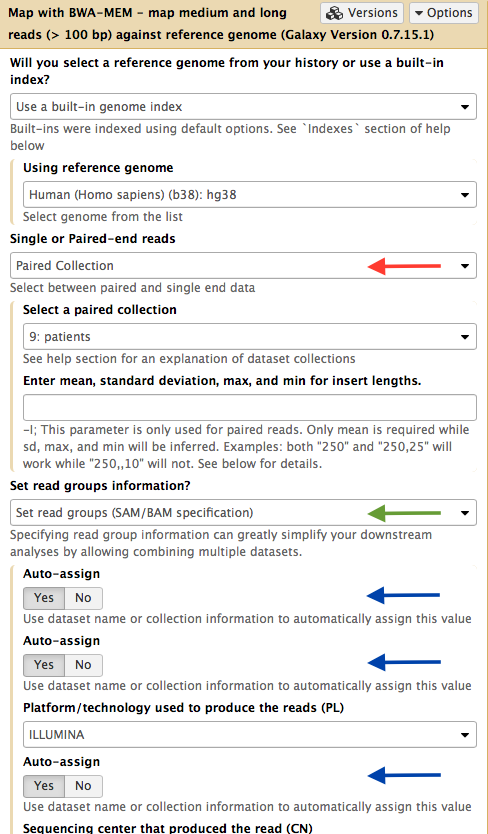 Map with BWA-MEM - map medium and long
Versions
Options
reads (> 100 bp) against reference genome (Galaxy Version 0.7.15.1)
Will you select a reference genome from your history or use a built-in
index?
Use a built-in genome index
Built-ins were indexed using default options. See `Indexes` section of help
below
Using reference genome
Human (Homo sapiens) (b38): hg38
Select genome from the list
Single or Paired-end reads
Paired Collection
Select between paired and single end data
Select a paired collection
9: patients
See help section for an explanation of dataset collections
Enter mean, standard deviation, max, and min for insert lengths.
-I; This parameter is only used for paired reads. Only mean is required while
sd, max, and min will be inferred. Examples: both "250" and "250,25" will
work while "250,,10" will not. See below for details.
Set read groups information?
Set read groups (SAM/BAM specification)
Specifying read group information can greatly simplify your downstream
analyses by allowing combining multiple datasets.
Auto-assign
Yes No
Use dataset name or collection information to automatically assign this value
Auto-assign
Yes No
Use dataset name or collection information to automatically assign this value
Platform/technology used to produce the reads (PL)
ILLUMINA
Auto-assign
Yes No
Use dataset name or collection information to automatically assign this value
Sequencing center that produced the read (CN)